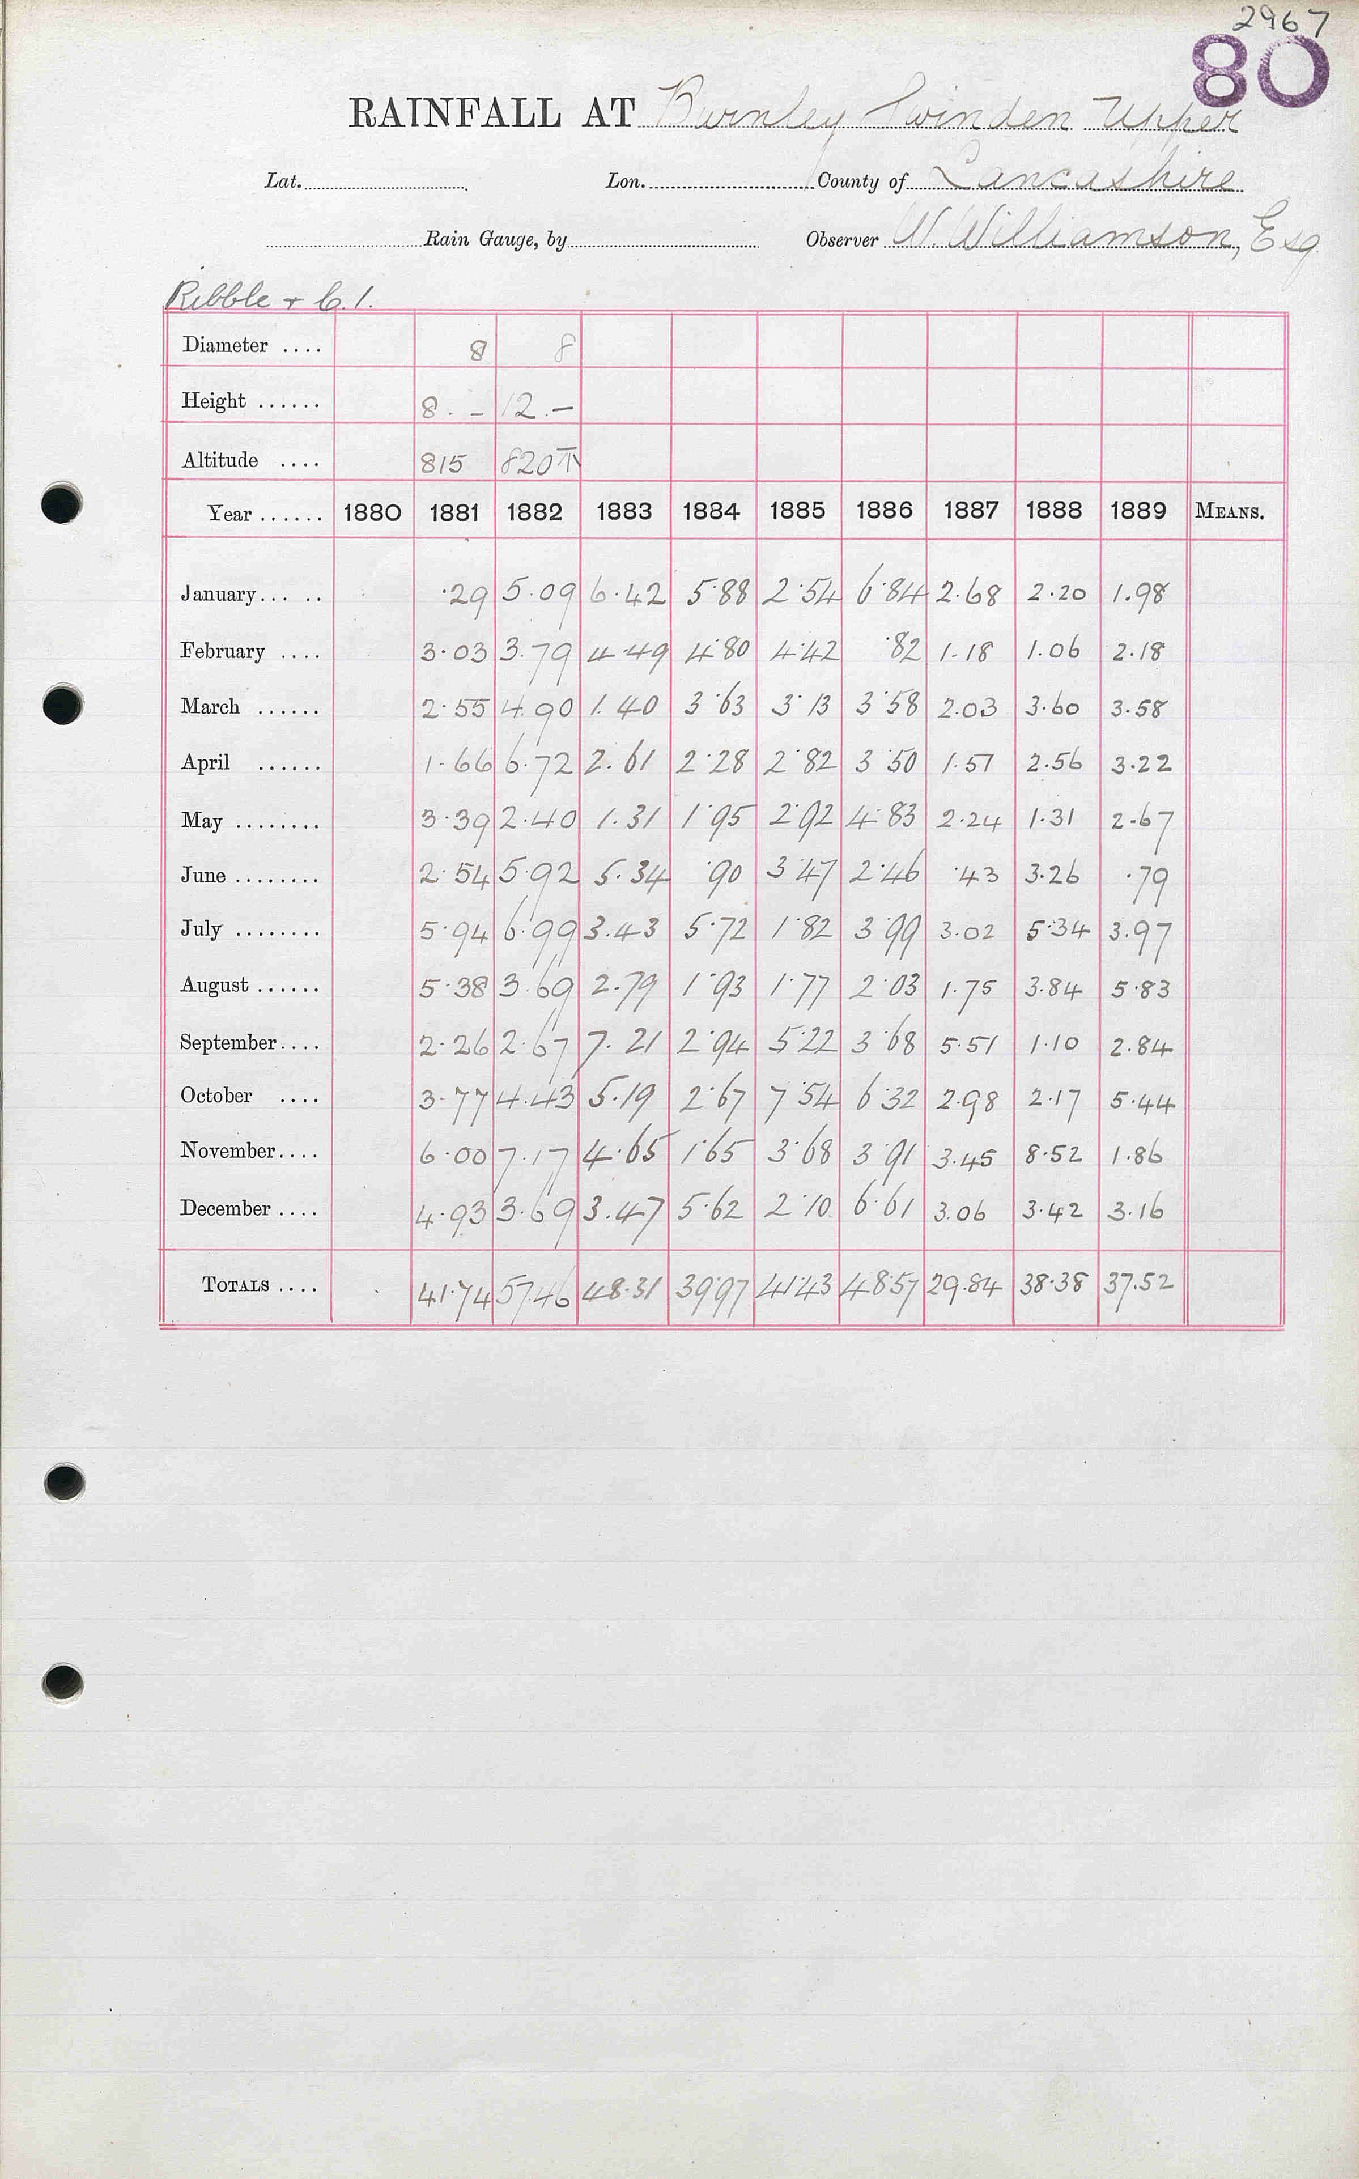 2967
80
RAINFALL AT Burnley Swinden Upper
Lat. Lon. County of Lancashire
Rain Gauge, by Observer W. Williamson, Esq
Ribble &
Diameter .... 8 8
Height ...... 8.- 12.-
Altitude .... 815 820
Year ...... 1880 1881 1882 1883 1884 1885 1886 1887 1888 1889 MEANS.
January... .. ·29 5.09 6.42 5.88 2.54 6.84 2.68 2.20 1.98
February .... 3.03 3.79 4.49 4.80 4.42 .82 1.18 1.06 2.18
March ...... 2.55 4.90 1.40 3.63 3.13 3.58 2.03 3.60 3.58
April ...... 1.66 6.72 2.61 2.28 2.82 3.50 1.57 2.56 3.22
May ........ 3.39 2.40 1.31 1.95 2.92 4.83 2.24 1.31 2.67
June ........ 2.54 5.92 5.34 .90 3.47 2.46 .43 3.26 .79
July ........ 5.94 6.99 3.43 5.72 1.82 3.99 3.02 5.34 3.97
August ...... 5.38 3.69 2.79 1.93 1.77 2.03 1.75 3.84 5.83
September.... 2.26 2.67 7.21 2.94 5.22 3.68 5.51 1.10 2.84
October .... 3.77 4.43 5.19 2.67 7.54 6.32 2.98 2.17 5.44
November.... 6.00 7.17 4.65 1.65 3.68 3.91 3.45 8.52 1.86
December .... 4.93 3.69 3.47 5.62 2.10 6.61 3.06 3.42 3.16
TOTALS .... 41.74 57.46 48.31 39.97 41.43 48.57 29.84 38.38 37.52